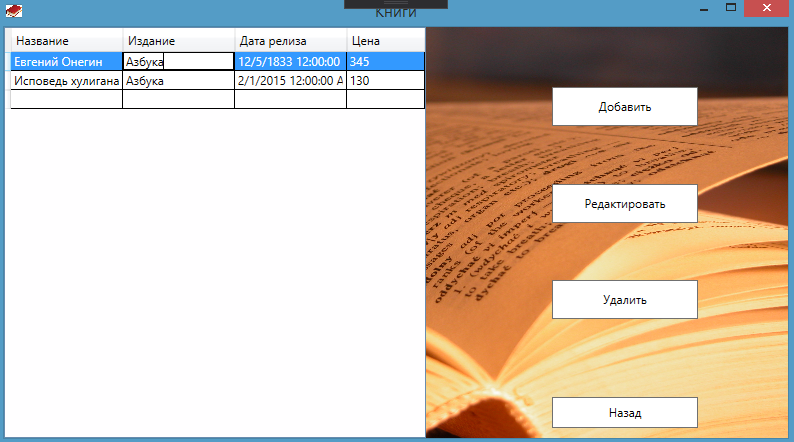 Книги
Название Издание Дата релиза Цена
Евгений Онегин Азбука 12/5/1833 12:00:00 345
Исповедь хулигана Азбука 2/1/2015 12:00:00 A 130
Добавить
Редактировать
Удалить
Назад